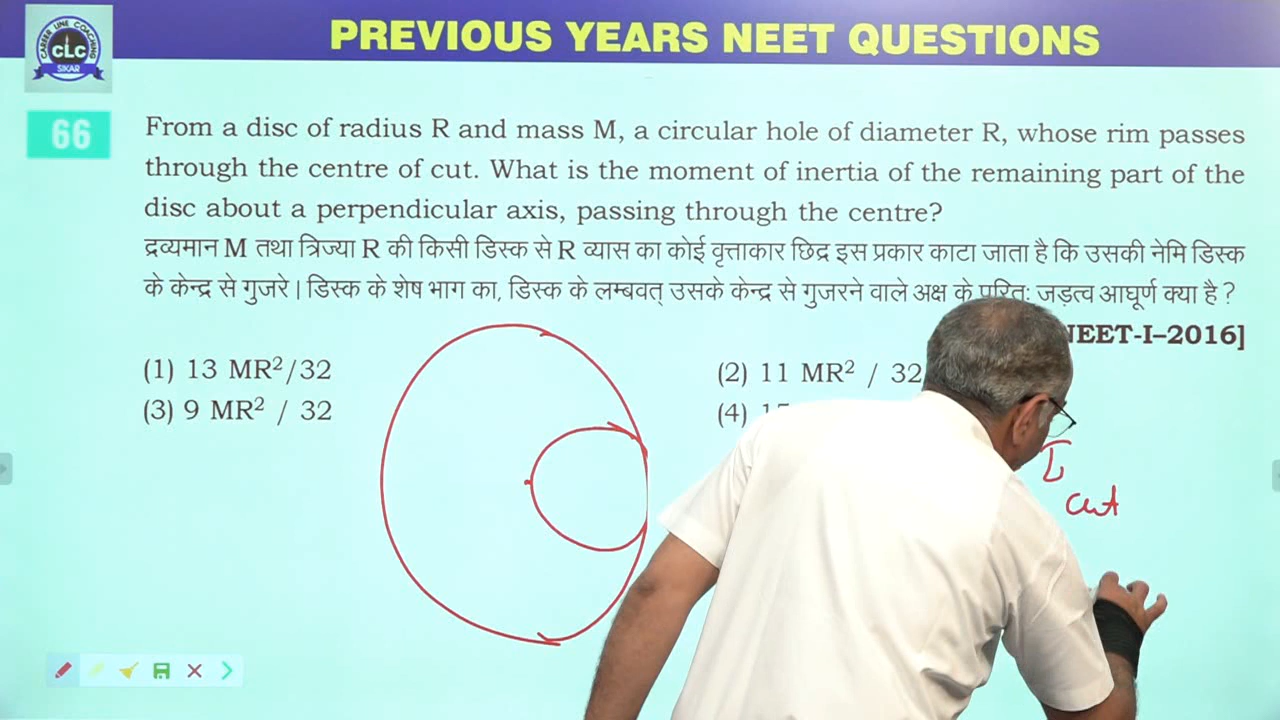 PREVIOUS YEARS NEET QUESTIONS
CAREER LINE COACHING
CLC
SIKAR
66
From a disc of radius R and mass M, a circular hole of diameter R, whose rim passes
through the centre of cut. What is the moment of inertia of the remaining part of the
disc about a perpendicular axis, passing through the centre?
द्रव्यमान M तथा त्रिज्या R की किसी डिस्क से R व्यास का कोई वृत्ताकार छिद्र इस प्रकार काटा जाता है कि उसकी नेमि डिस्क
के केन्द्र से गुजरे। डिस्क के शेष भाग का, डिस्क के लम्बवत् उसके केन्द्र से गुजरने वाले अक्ष के परितः जड़त्व आघूर्ण क्या है ?
NEET-I–2016]
(1) 13 MR²/32
(2) 11 MR² / 32
(3) 9 MR² / 32
(4)
I cut